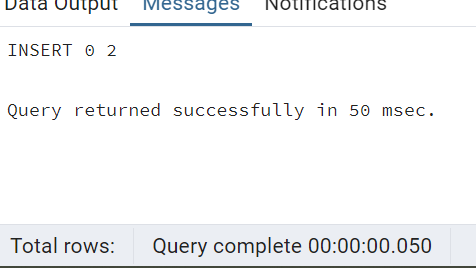 Data Output Messages Notifications
INSERT 0 2
Query returned successfully in 50 msec.
Total rows: Query complete 00:00:00.050